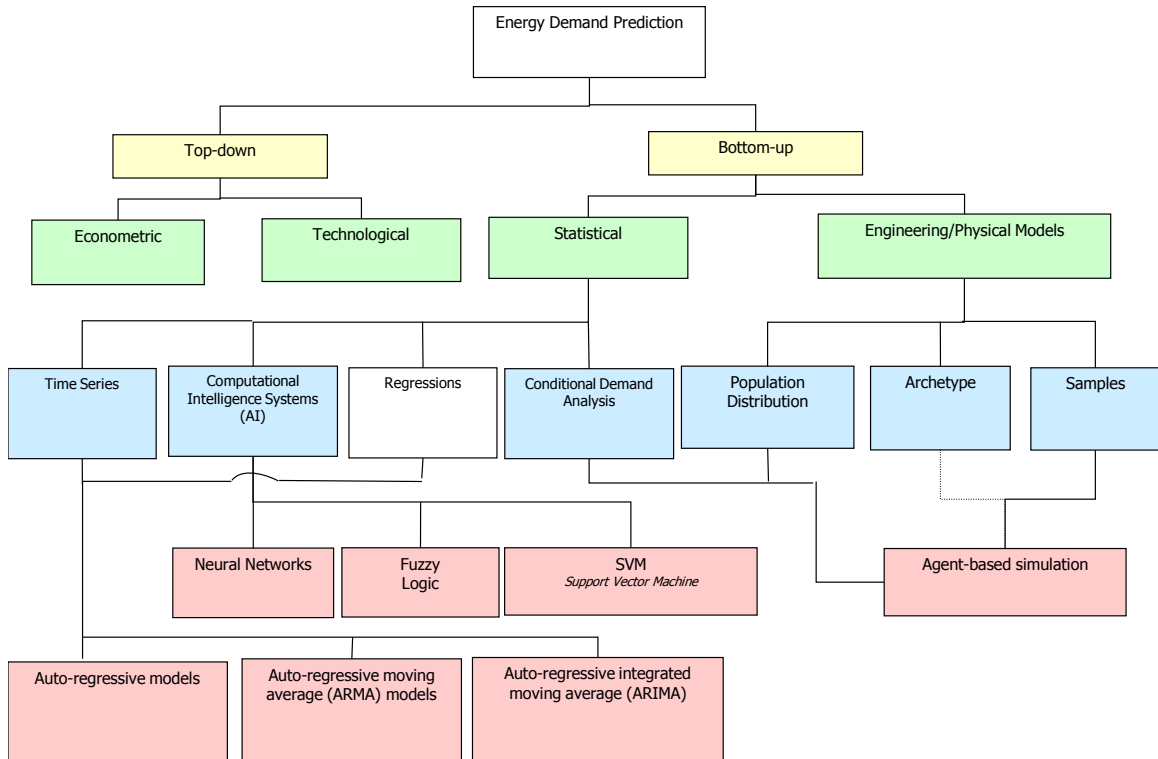 Energy Demand Prediction
Top-down
Bottom-up
Econometric
Technological
Statistical
Engineering/Physical Models
Time Series
Computational
Intelligence Systems
(AI)
Regressions
Conditional Demand
Analysis
Population
Distribution
Archetype
Samples
Neural Networks
Fuzzy
Logic
SVM
Support Vector Machine
Agent-based simulation
Auto-regressive models
Auto-regressive moving
average (ARMA) models
Auto-regressive integrated
moving average (ARIMA)